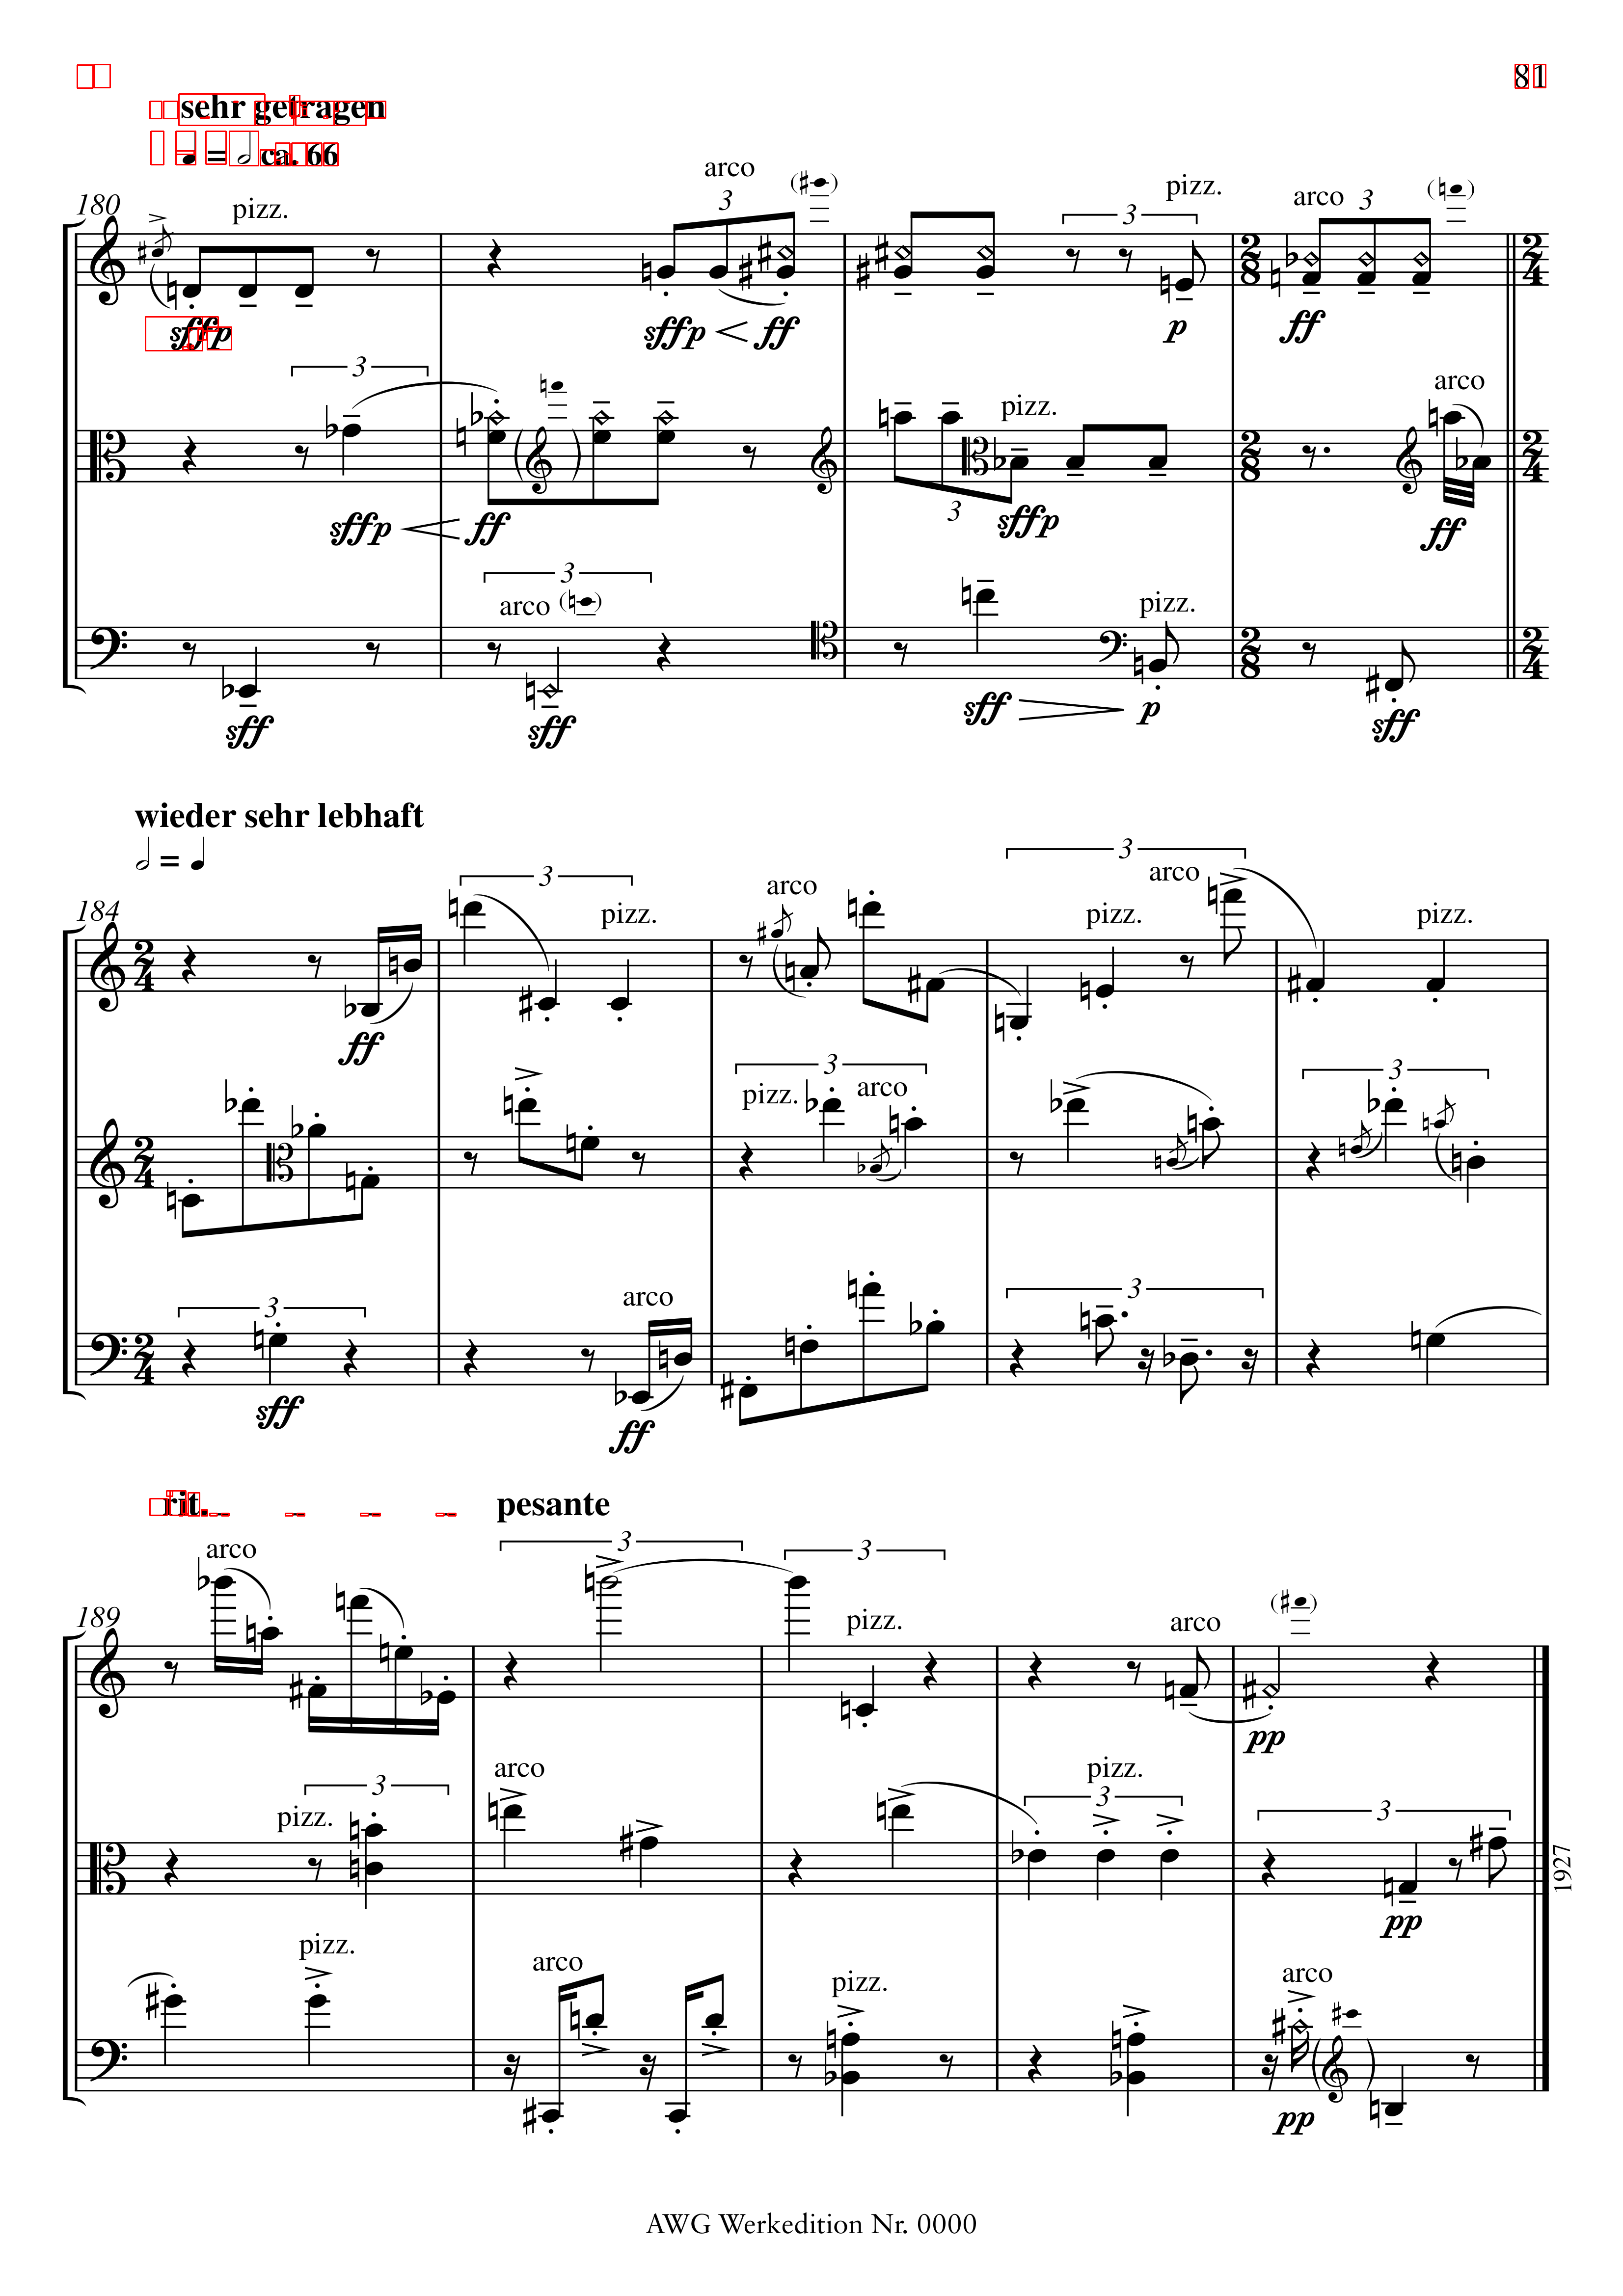 81
sehr getragen
♩ = 𝅗𝅥 ca. 66
arco
pizz.
180 pizz. arco 3
3
3
sffp sffp ff p ff
3 arco
pizz.
sffp ff 3 sffp ff
3
arco pizz.
sff sff sff p sff
wieder sehr lebhaft
𝅗𝅥 = ♩
3
3 arco arco
184 pizz. pizz. pizz.
ff
3 3
pizz. arco
3 arco 3
sff ff
rit. pesante
3 3
arco
189 pizz. arco
pp
arco pizz.
3 3 3
pizz.
1927
pp
pizz. arco pizz. arco
pp
AWG Werkedition Nr. 0000